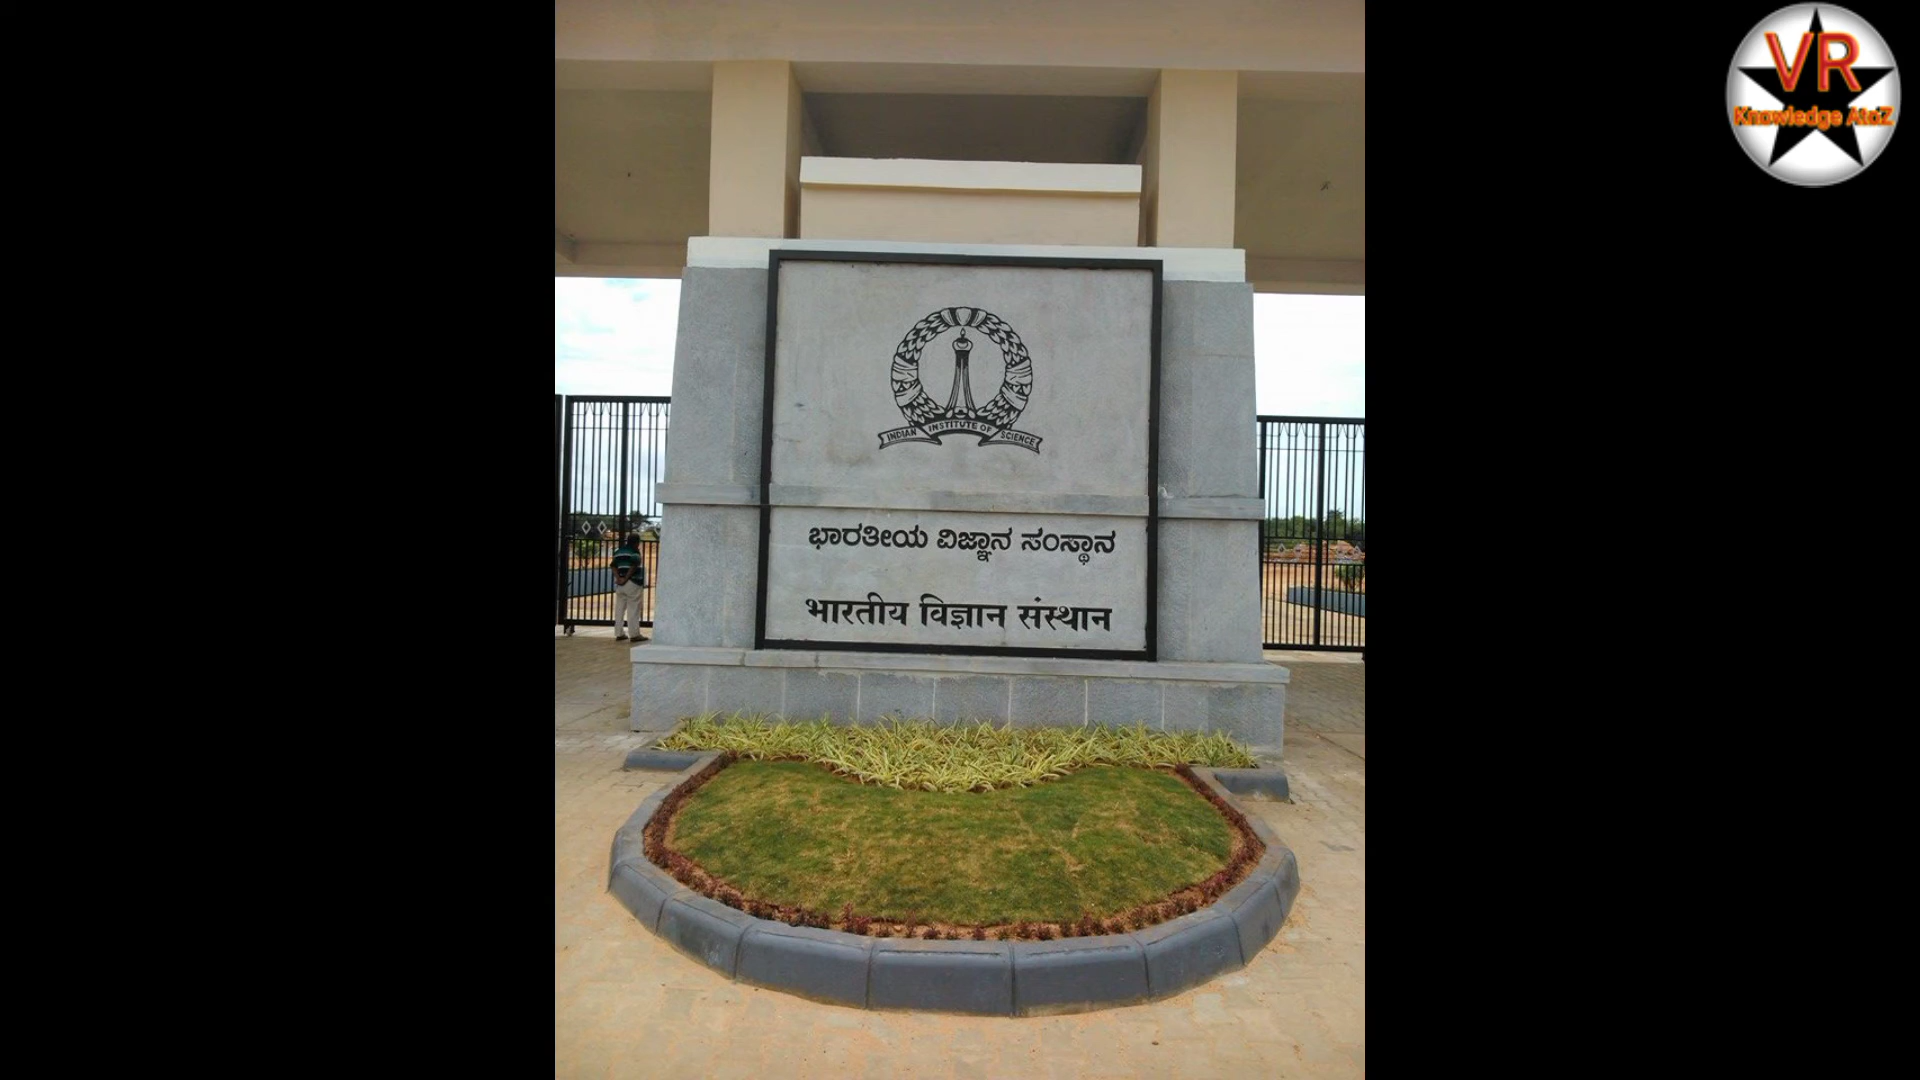 VR
Knowledge AtoZ
INDIAN INSTITUTE OF SCIENCE
ಭಾರತೀಯ ವಿಜ್ಞಾನ ಸಂಸ್ಥಾನ
भारतीय विज्ञान संस्थान